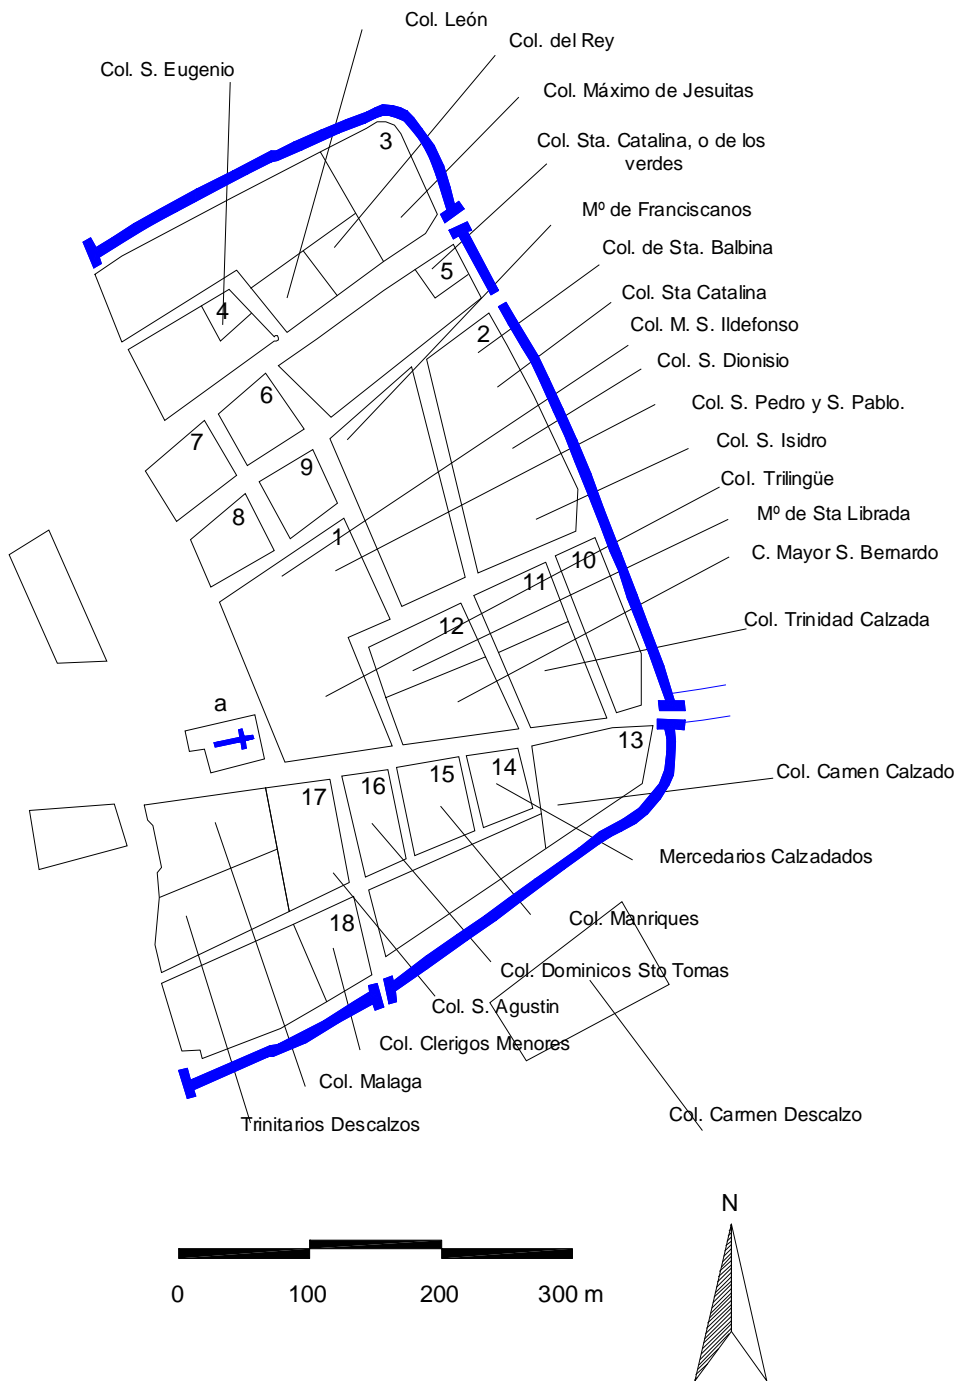 Col. León
Col. del Rey
Col. S. Eugenio
Col. Máximo de Jesuitas
3
Col. Sta. Catalina, o de los
verdes
Mº de Franciscanos
Col. de Sta. Balbina
5
Col. Sta Catalina
4
Col. M. S. Ildefonso
2
Col. S. Dionisio
6
Col. S. Pedro y S. Pablo.
7
Col. S. Isidro
9
Col. Trilingüe
8
Mº de Sta Librada
1
C. Mayor S. Bernardo
10
11
12
Col. Trinidad Calzada
a
13
14
15
16
17
Col. Camen Calzado
Mercedarios Calzadados
18
Col. Manriques
Col. Dominicos Sto Tomas
Col. S. Agustin
Col. Clerigos Menores
Col. Malaga
Col. Carmen Descalzo
Trinitarios Descalzos
N
0 100 200 300 m